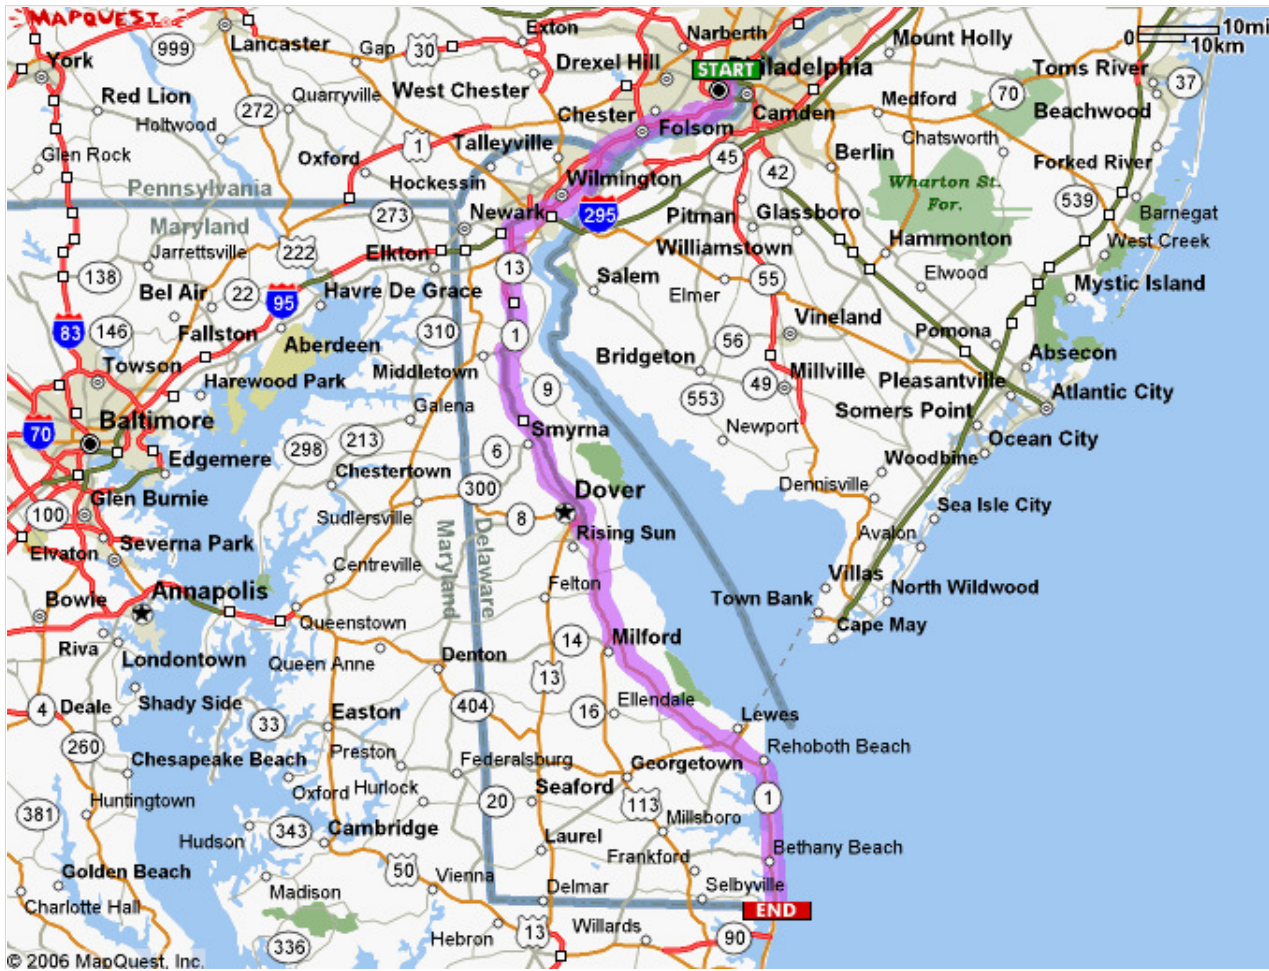 MAPQUEST
10mi
0
10km
York
Lancaster
999
Gap
30
Exton
Narberth
Mount Holly
Drexel Hill
START
Philadelphia
Toms River
37
Red Lion
Quarryville
272
Holtwood
West Chester
Chester
Folsom
Camden
Medford
70
Beachwood
Chatsworth
Glen Rock
Oxford
1
Talleyville
Hockessin
45
42
Berlin
Forked River
Pennsylvania
Maryland
273
Wilmington
Newark
295
Pitman
Glassboro
Wharton St.
For.
539
Barnegat
West Creek
Jarrettsville
222
Elkton
Williamstown
Hammonton
138
Bel Air
22
95
Havre De Grace
13
Salem
Elmer
55
Elwood
Mystic Island
83
146
Fallston
Aberdeen
310
1
Vineland
Pomona
Towson
Harewood Park
Middletown
9
Bridgeton
56
49
Millville
Absecon
Pleasantville
Atlantic City
70
Baltimore
Galena
Smyrna
553
Newport
Somers Point
Ocean City
298
213
6
Edgemere
Chestertown
Woodbine
Glen Burnie
300
Dover
Dennisville
Sea Isle City
100
Sudlersville
8
Rising Sun
Avalon
Elvaton
Severna Park
Maryland
Delaware
Centreville
Felton
Villas
North Wildwood
Bowie
Annapolis
Town Bank
Cape May
Queenstown
Riva
Londontown
Queen Anne
Denton
14
Milford
13
4
Deale
Shady Side
33
Easton
404
16
Ellendale
Lewes
260
Preston
Rehoboth Beach
Chesapeake Beach
Federalsburg
Georgetown
Oxford
Hurlock
20
Seaford
113
1
381
Huntingtown
Hudson
343
Cambridge
Laurel
Millsboro
Frankford
Bethany Beach
Golden Beach
50
Vienna
Madison
Delmar
Selbyville
Charlotte Hall
END
336
Hebron
13
Willards
90
© 2006 MapQuest, Inc.